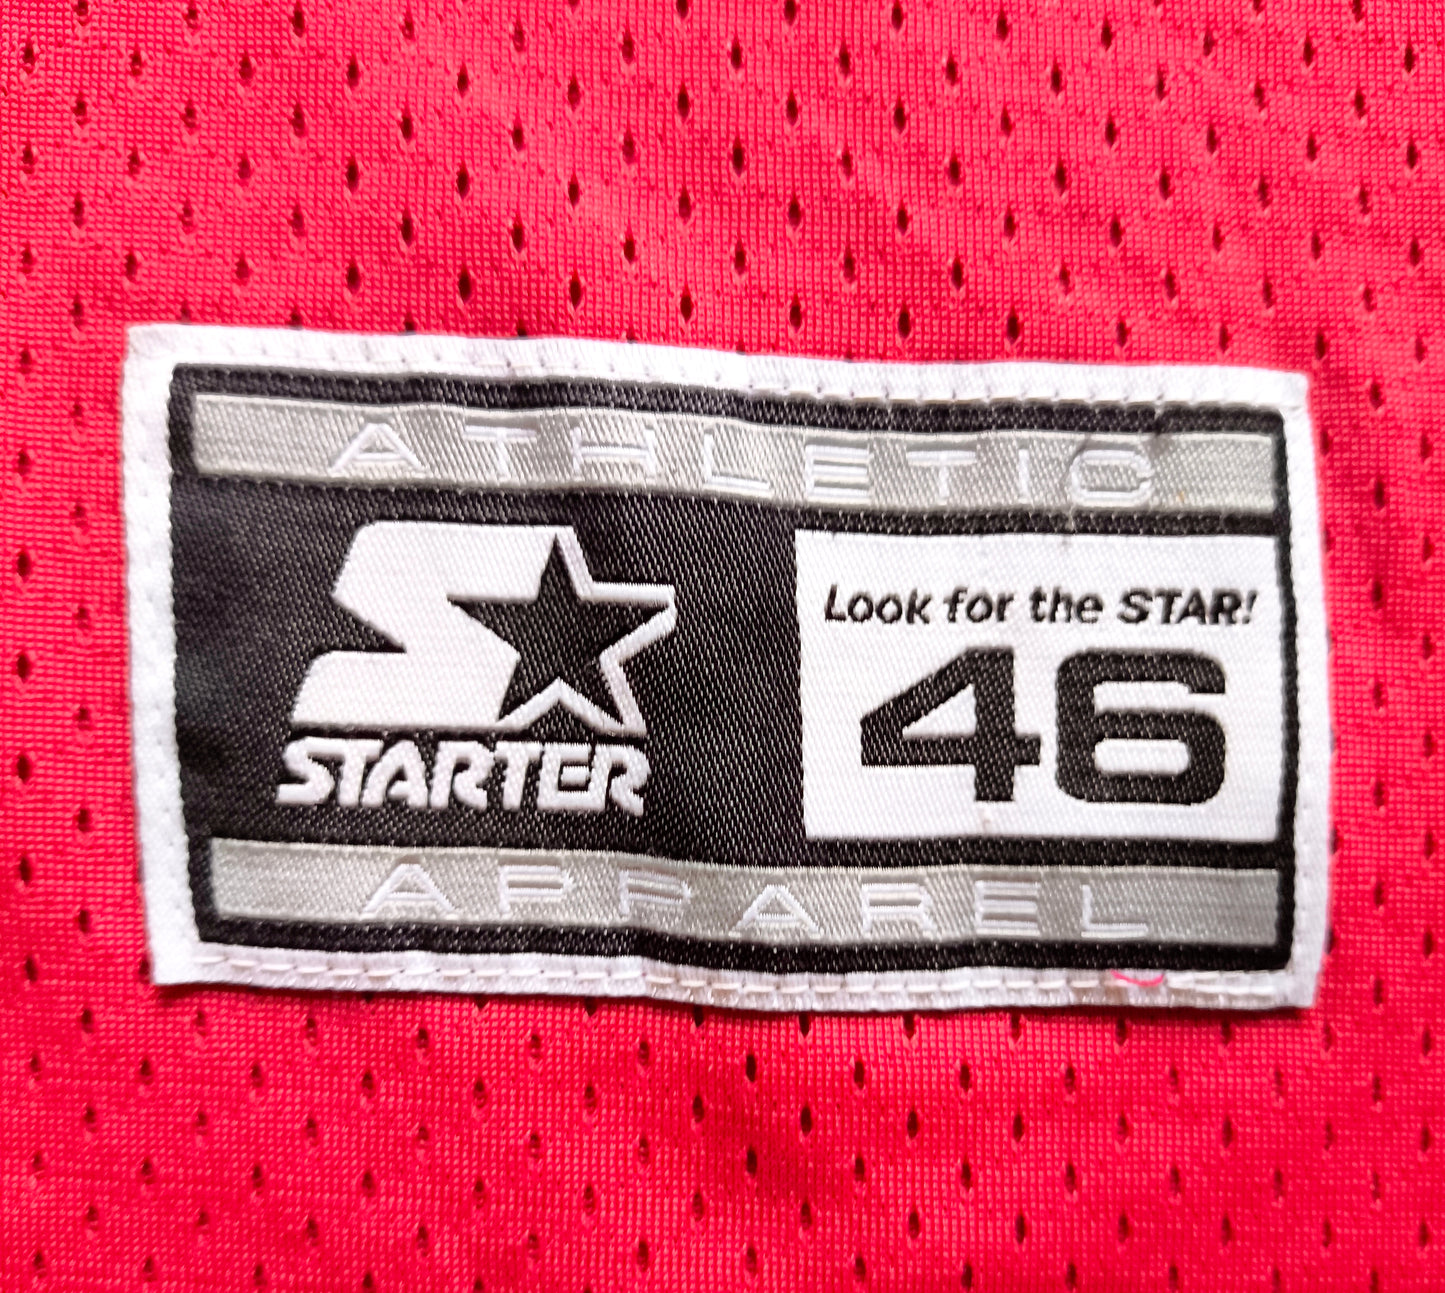 ATHLETIC
STARTER
Look for the STAR!
46
APPAREL